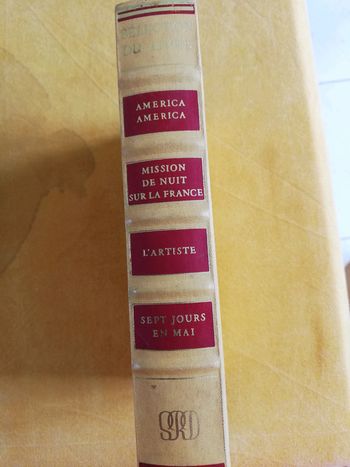 AMERICA
AMERICA
MISSION
DE NUIT
SUR LA FRANCE
L'ARTISTE
SEPT JOURS
EN MAI
SRD